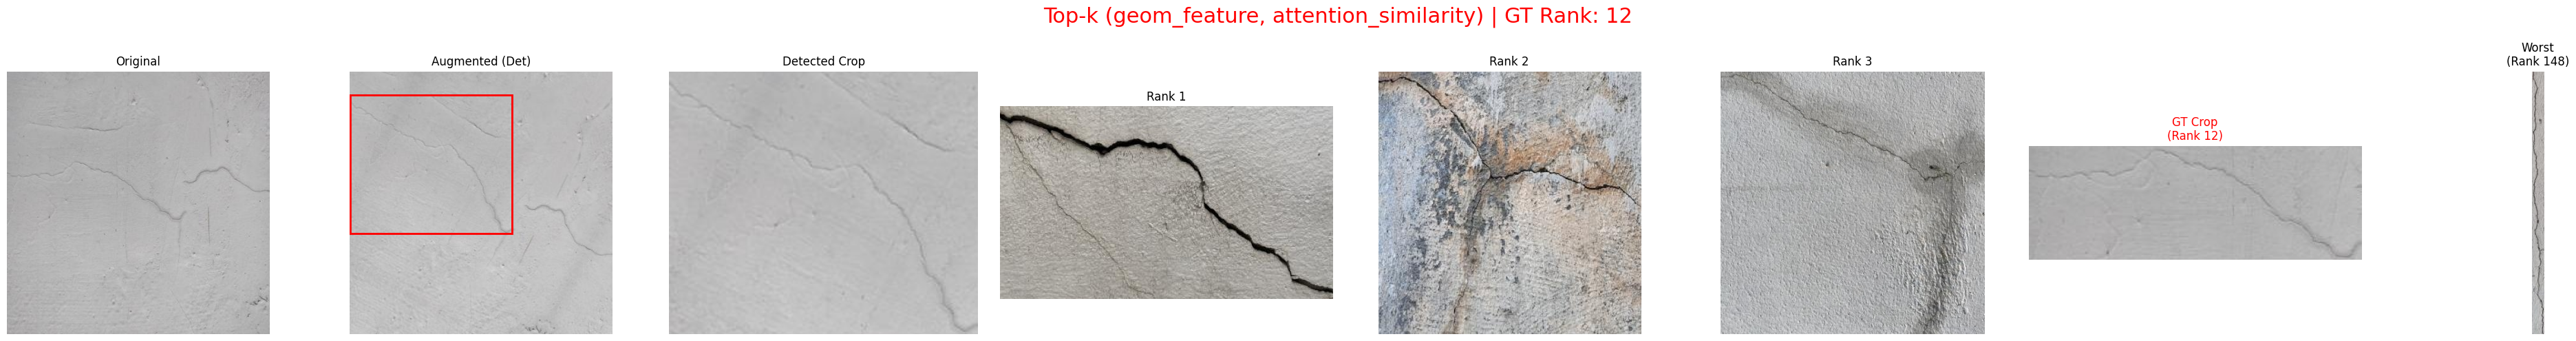 Top-k (geom_feature, attention_similarity) | GT Rank: 12
Original
Augmented (Det)
Detected Crop
Rank 1
Rank 2
Rank 3
GT Crop
(Rank 12)
Worst
(Rank 148)